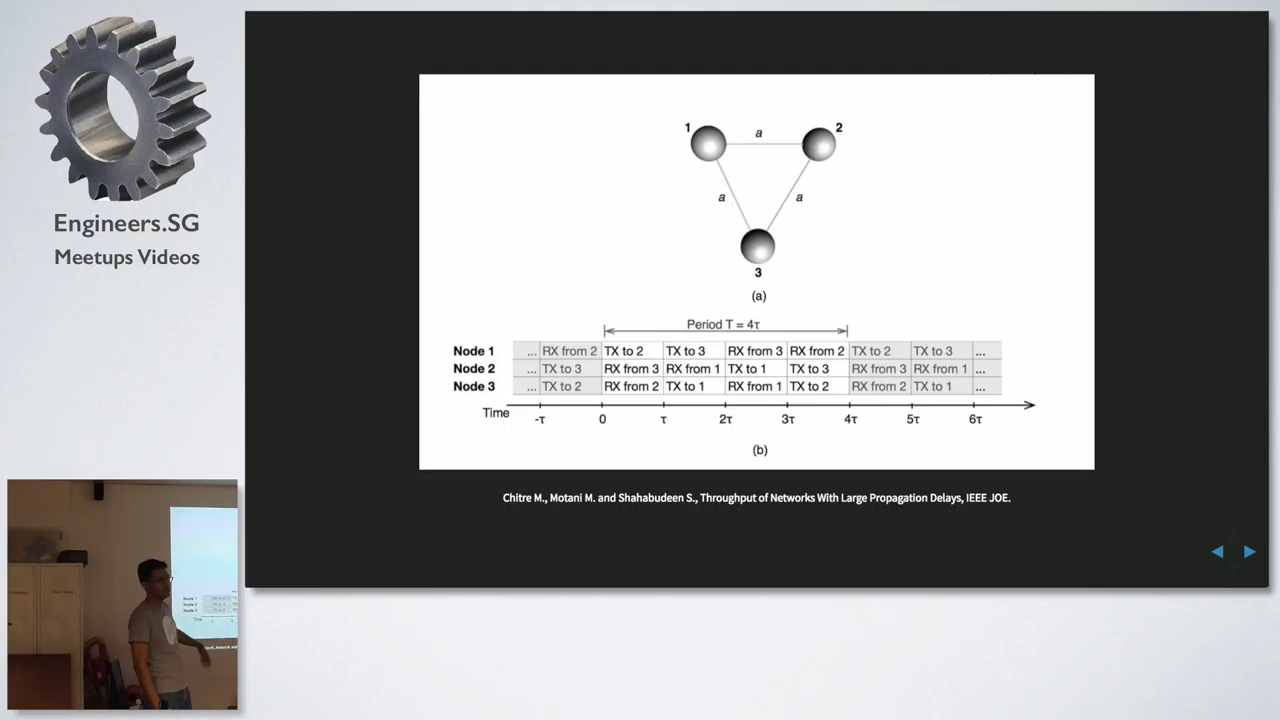 Engineers.SG
Meetups Videos
1
a
2
a
a
3
(a)
Period T = 4τ
Node 1 ... RX from 2 TX to 2 TX to 3 RX from 3 RX from 2 TX to 2 TX to 3 ...
Node 2 ... TX to 3 RX from 3 RX from 1 TX to 1 TX to 3 RX from 3 RX from 1 ...
Node 3 ... TX to 2 RX from 2 TX to 1 RX from 1 TX to 2 RX from 2 TX to 1 ...
Time -τ 0 τ 2τ 3τ 4τ 5τ 6τ
(b)
Chitre M., Motani M. and Shahabudeen S., Throughput of Networks With Large Propagation Delays, IEEE JOE.